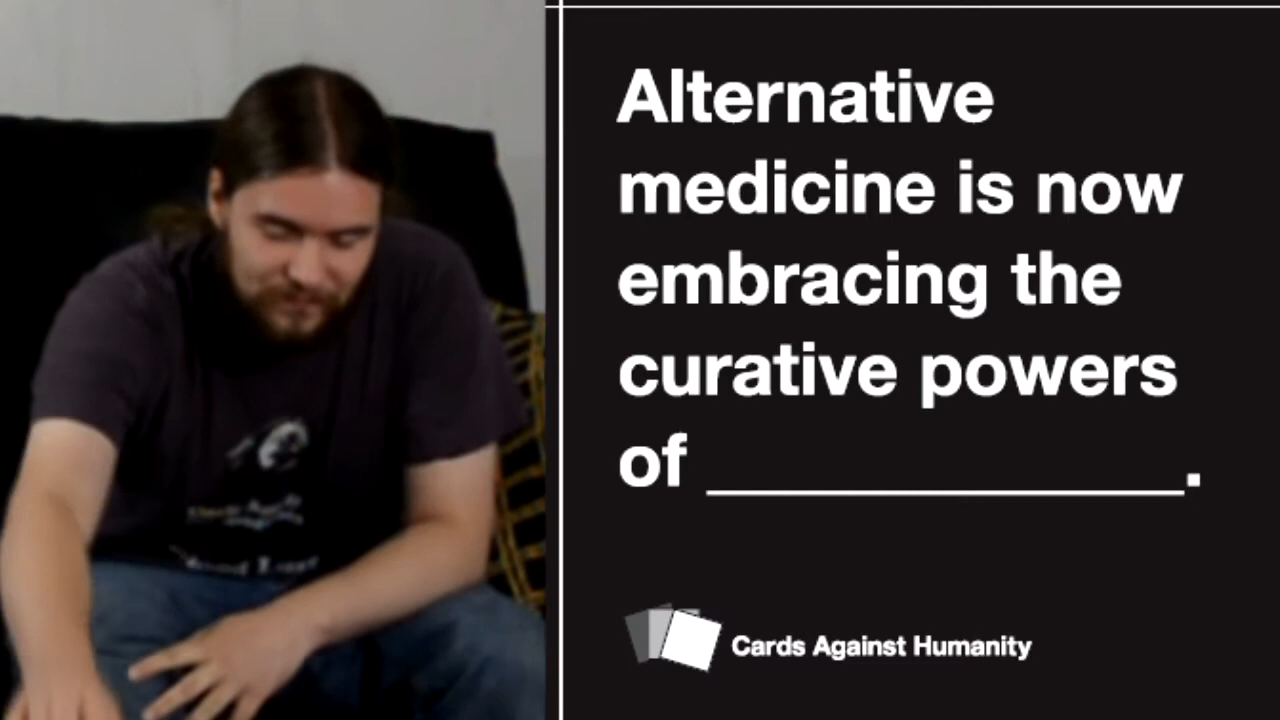 Alternative
medicine is now
embracing the
curative powers
of ______________.
Cards Against Humanity